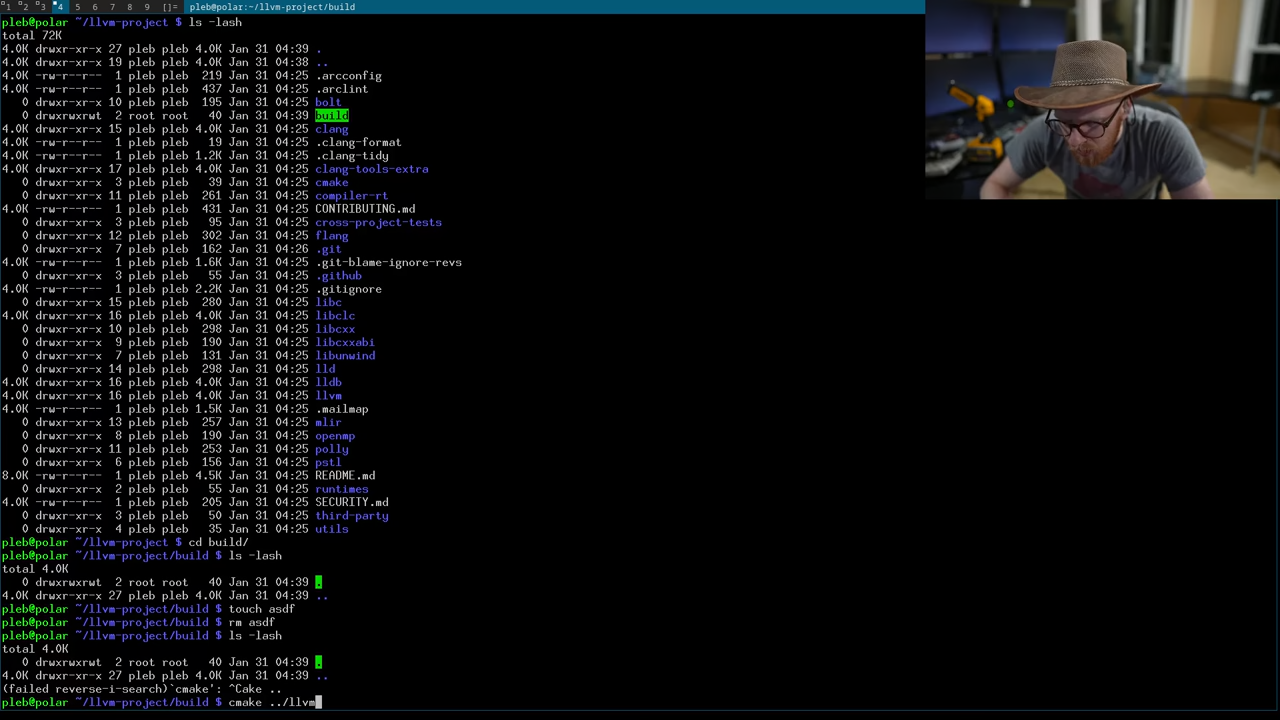 1 2 3 4 5 6 7 8 9 []= pleb@polar:~/llvm-project/build
pleb@polar ~/llvm-project $ ls -lash
total 72K
4.0K drwxr-xr-x 27 pleb pleb 4.0K Jan 31 04:39 .
4.0K drwxr-xr-x 19 pleb pleb 4.0K Jan 31 04:38 ..
4.0K -rw-r--r-- 1 pleb pleb 219 Jan 31 04:25 .arcconfig
4.0K -rw-r--r-- 1 pleb pleb 437 Jan 31 04:25 .arclint
0 drwxr-xr-x 10 pleb pleb 195 Jan 31 04:25 bolt
0 drwxrwxrwt 2 root root 40 Jan 31 04:39 build
4.0K drwxr-xr-x 15 pleb pleb 4.0K Jan 31 04:25 clang
0 -rw-r--r-- 1 pleb pleb 19 Jan 31 04:25 .clang-format
4.0K -rw-r--r-- 1 pleb pleb 1.2K Jan 31 04:25 .clang-tidy
4.0K drwxr-xr-x 17 pleb pleb 4.0K Jan 31 04:25 clang-tools-extra
0 drwxr-xr-x 3 pleb pleb 39 Jan 31 04:25 cmake
0 drwxr-xr-x 11 pleb pleb 261 Jan 31 04:25 compiler-rt
4.0K -rw-r--r-- 1 pleb pleb 431 Jan 31 04:25 CONTRIBUTING.md
0 drwxr-xr-x 3 pleb pleb 95 Jan 31 04:25 cross-project-tests
0 drwxr-xr-x 12 pleb pleb 302 Jan 31 04:25 flang
0 drwxr-xr-x 7 pleb pleb 162 Jan 31 04:26 .git
4.0K -rw-r--r-- 1 pleb pleb 1.6K Jan 31 04:25 .git-blame-ignore-revs
0 drwxr-xr-x 3 pleb pleb 55 Jan 31 04:25 .github
4.0K -rw-r--r-- 1 pleb pleb 2.2K Jan 31 04:25 .gitignore
0 drwxr-xr-x 15 pleb pleb 280 Jan 31 04:25 libc
4.0K drwxr-xr-x 16 pleb pleb 4.0K Jan 31 04:25 libclc
0 drwxr-xr-x 10 pleb pleb 298 Jan 31 04:25 libcxx
0 drwxr-xr-x 9 pleb pleb 190 Jan 31 04:25 libcxxabi
0 drwxr-xr-x 7 pleb pleb 131 Jan 31 04:25 libunwind
0 drwxr-xr-x 14 pleb pleb 298 Jan 31 04:25 lld
4.0K drwxr-xr-x 16 pleb pleb 4.0K Jan 31 04:25 lldb
4.0K drwxr-xr-x 16 pleb pleb 4.0K Jan 31 04:25 llvm
4.0K -rw-r--r-- 1 pleb pleb 1.5K Jan 31 04:25 .mailmap
0 drwxr-xr-x 13 pleb pleb 257 Jan 31 04:25 mlir
0 drwxr-xr-x 8 pleb pleb 190 Jan 31 04:25 openmp
0 drwxr-xr-x 11 pleb pleb 253 Jan 31 04:25 polly
0 drwxr-xr-x 6 pleb pleb 156 Jan 31 04:25 pstl
8.0K -rw-r--r-- 1 pleb pleb 4.5K Jan 31 04:25 README.md
0 drwxr-xr-x 2 pleb pleb 55 Jan 31 04:25 runtimes
4.0K -rw-r--r-- 1 pleb pleb 205 Jan 31 04:25 SECURITY.md
0 drwxr-xr-x 3 pleb pleb 50 Jan 31 04:25 third-party
0 drwxr-xr-x 4 pleb pleb 35 Jan 31 04:25 utils
pleb@polar ~/llvm-project $ cd build/
pleb@polar ~/llvm-project/build $ ls -lash
total 4.0K
0 drwxrwxrwt 2 root root 40 Jan 31 04:39 .
4.0K drwxr-xr-x 27 pleb pleb 4.0K Jan 31 04:39 ..
pleb@polar ~/llvm-project/build $ touch asdf
pleb@polar ~/llvm-project/build $ rm asdf
pleb@polar ~/llvm-project/build $ ls -lash
total 4.0K
0 drwxrwxrwt 2 root root 40 Jan 31 04:39 .
4.0K drwxr-xr-x 27 pleb pleb 4.0K Jan 31 04:39 ..
(failed reverse-i-search)`cmake': ^Cake ..
pleb@polar ~/llvm-project/build $ cmake ../llvm